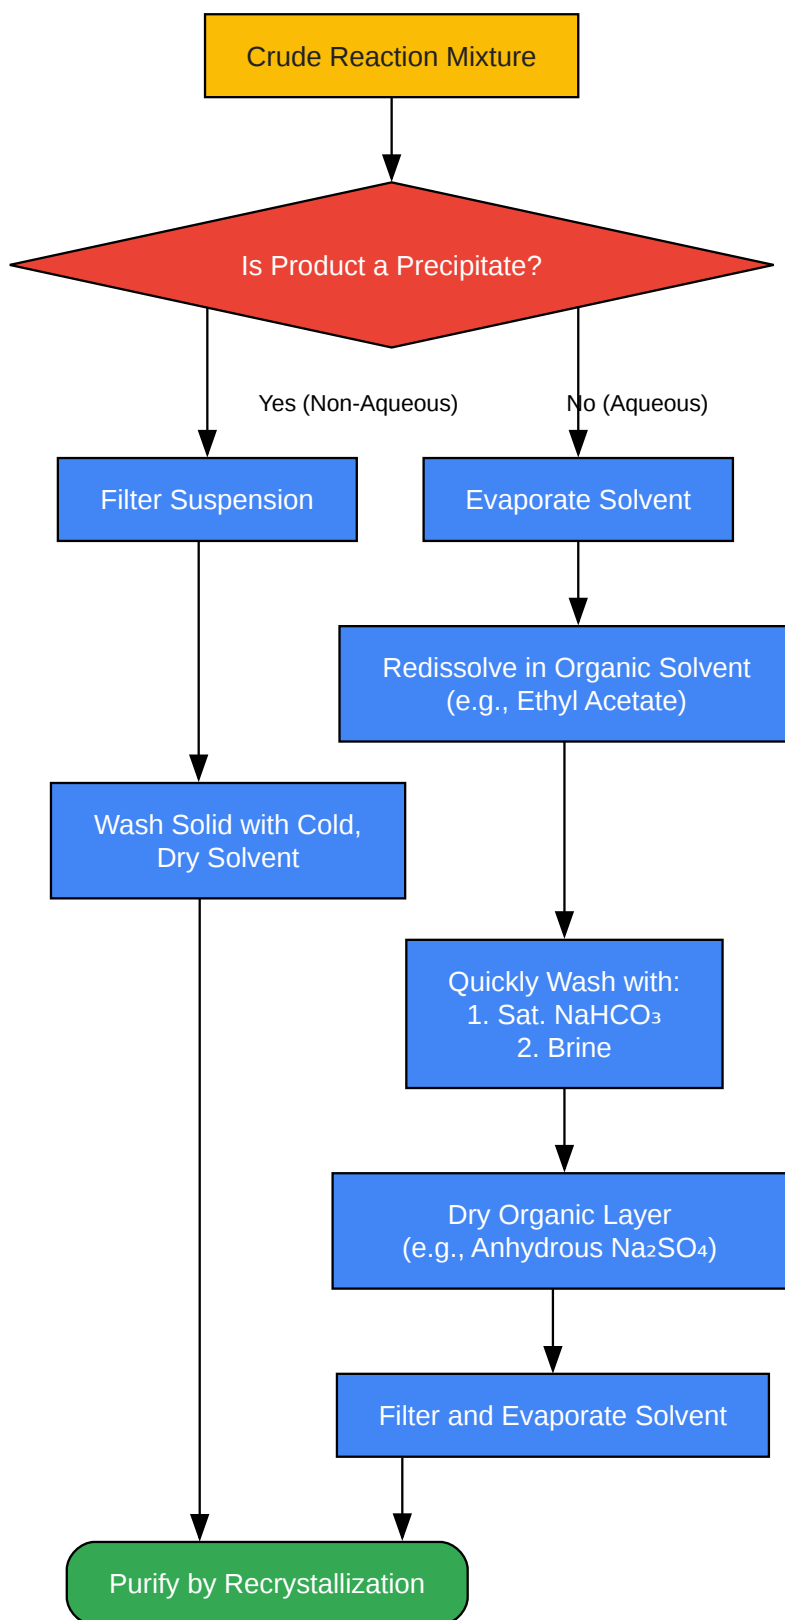 Crude Reaction Mixture
Is Product a Precipitate?
Yes (Non-Aqueous)
No (Aqueous)
Filter Suspension
Evaporate Solvent
Redissolve in Organic Solvent
(e.g., Ethyl Acetate)
Wash Solid with Cold,
Dry Solvent
Quickly Wash with:
1. Sat. NaHCO₃
2. Brine
Dry Organic Layer
(e.g., Anhydrous Na₂SO₄)
Filter and Evaporate Solvent
Purify by Recrystallization